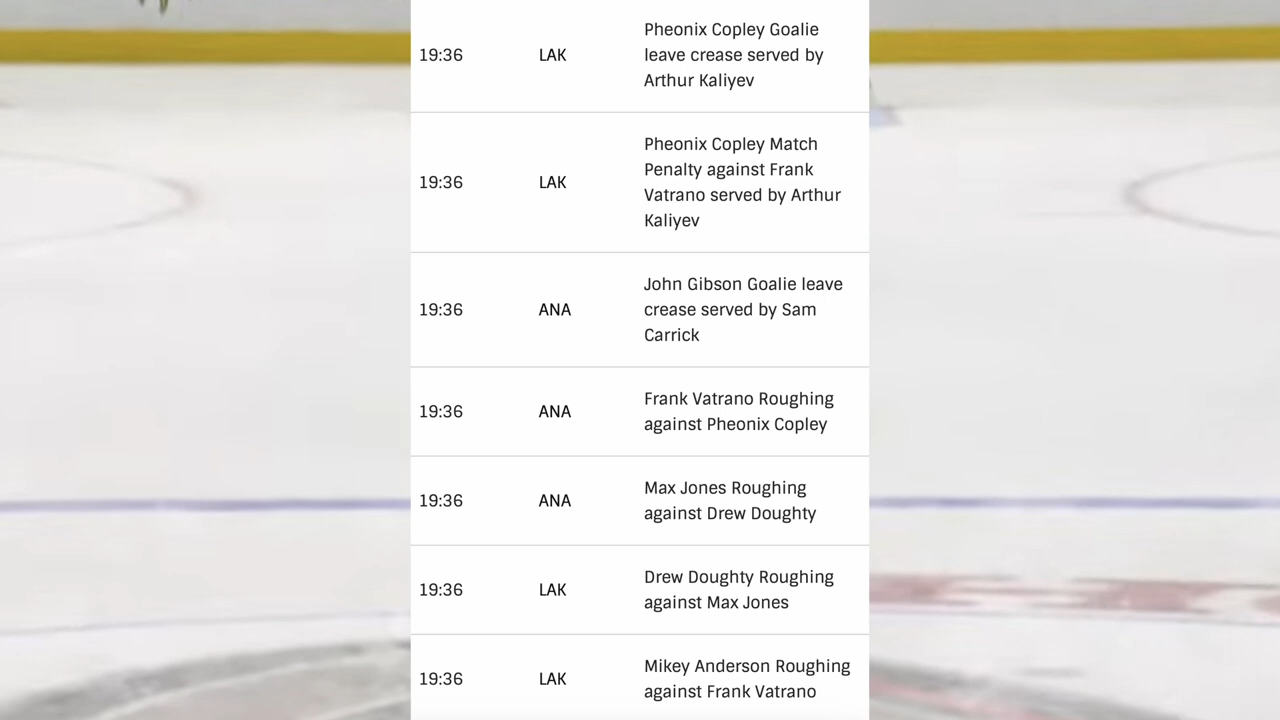 Pheonix Copley Goalie
19:36 LAK leave crease served by
Arthur Kaliyev
Pheonix Copley Match
19:36 LAK Penalty against Frank
Vatrano served by Arthur
Kaliyev
John Gibson Goalie leave
19:36 ANA crease served by Sam
Carrick
Frank Vatrano Roughing
19:36 ANA
against Pheonix Copley
Max Jones Roughing
19:36 ANA
against Drew Doughty
Drew Doughty Roughing
19:36 LAK
against Max Jones
Mikey Anderson Roughing
19:36 LAK
against Frank Vatrano